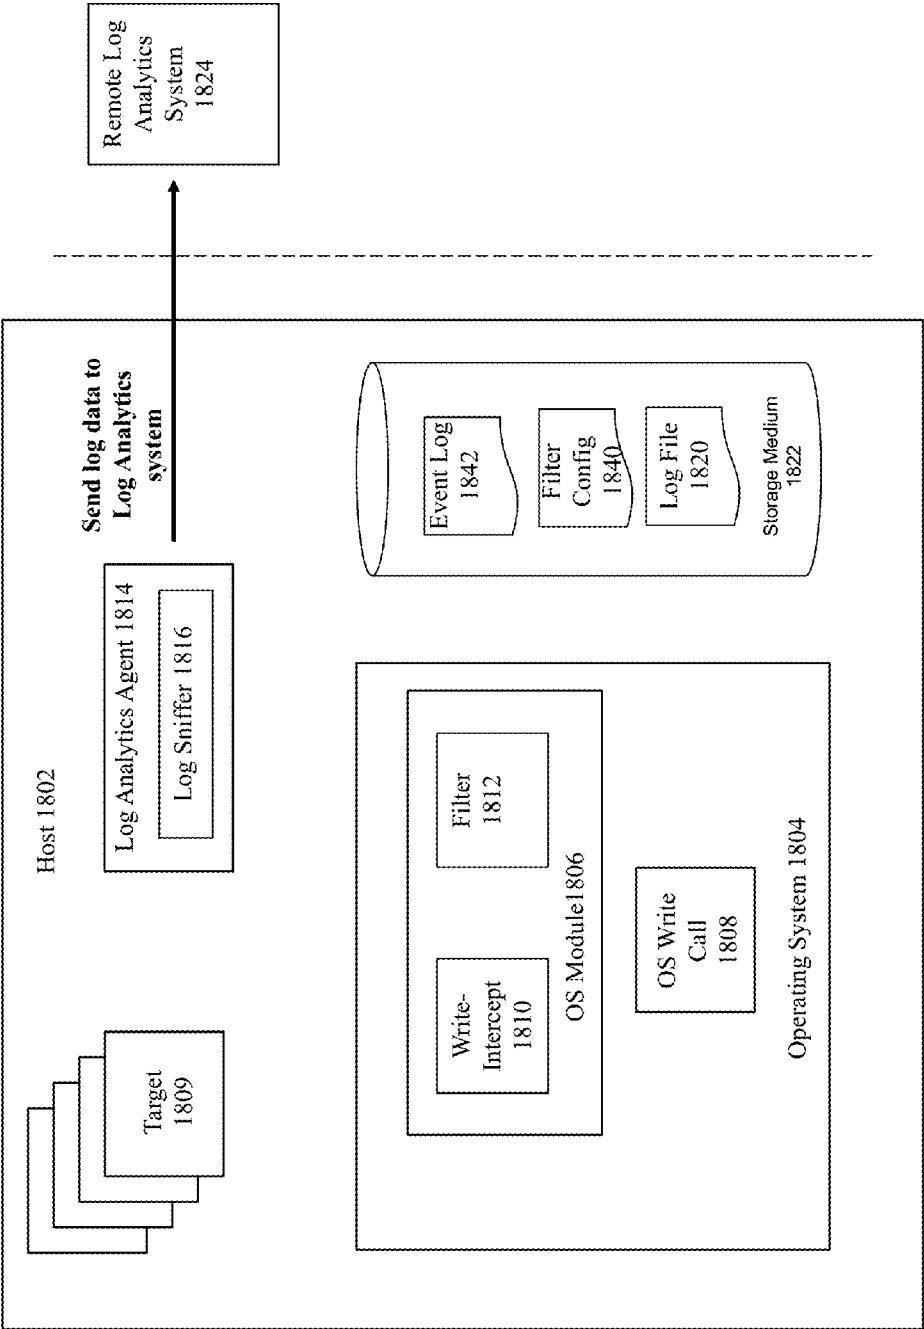 Host 1802
Target
1809
Log Analytics Agent 1814
Log Sniffer 1816
Send log data to
Log Analytics
system
Remote Log
Analytics
System
1824
Write-
Intercept
1810
Filter
1812
OS Module1806
OS Write
Call
1808
Operating System 1804
Event Log
1842
Filter
Config
1840
Log File
1820
Storage Medium
1822